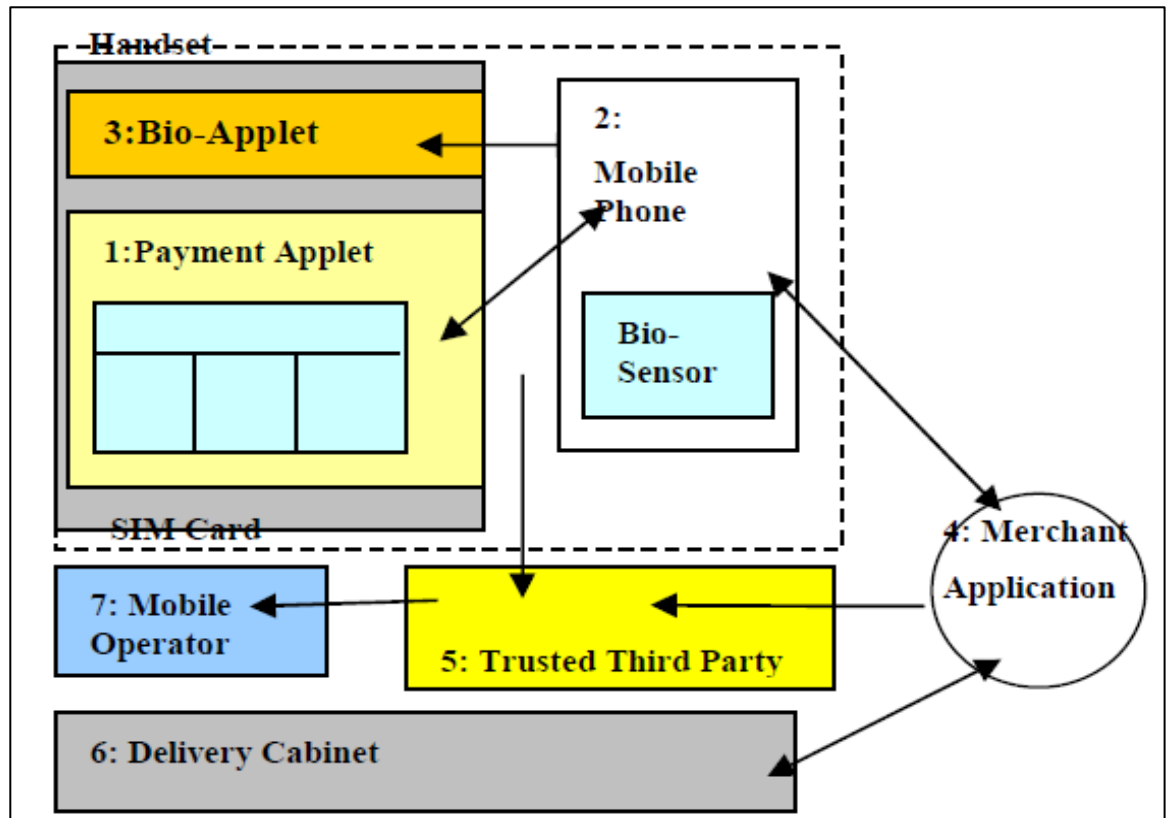 Handset
3:Bio-Applet
1:Payment Applet
SIM Card
2:
Mobile
Phone
Bio-
Sensor
4: Merchant
Application
7: Mobile
Operator
5: Trusted Third Party
6: Delivery Cabinet